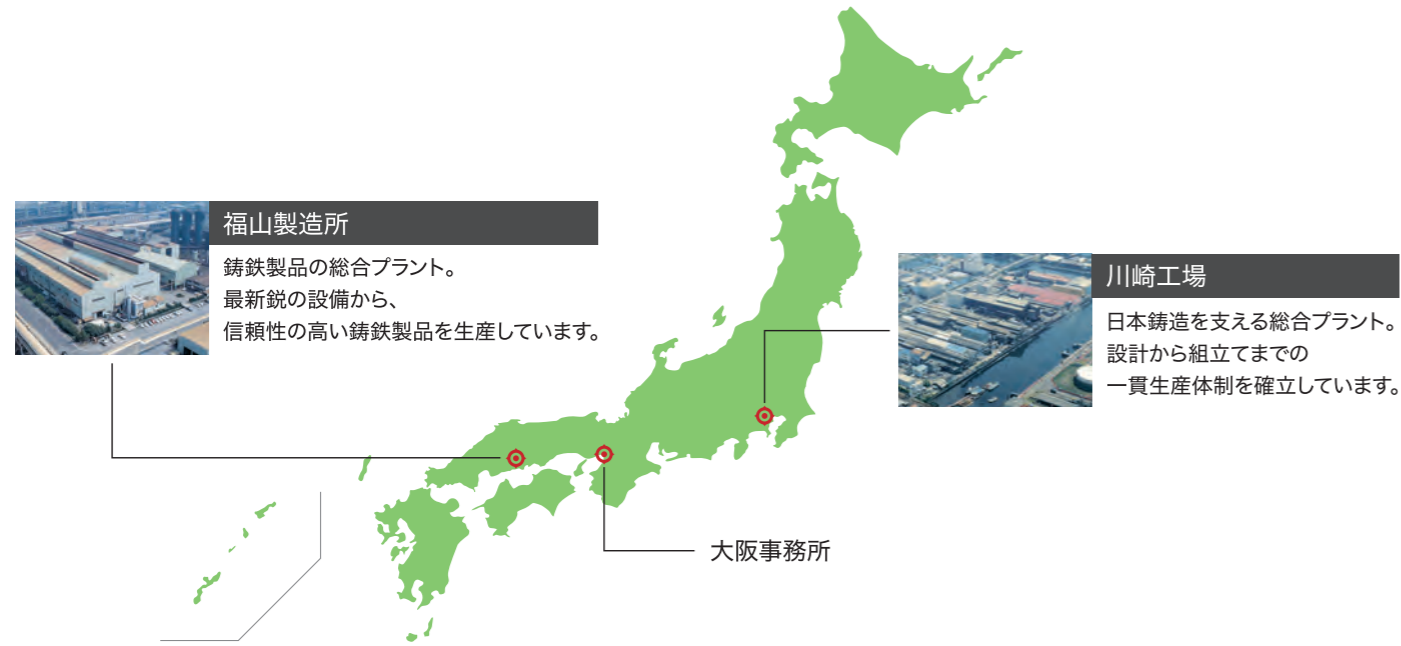 福山製造所
鋳鉄製品の総合プラント。
最新鋭の設備から、
信頼性の高い鋳鉄製品を生産しています。
川崎工場
日本鋳造を支える総合プラント。
設計から組立てまでの
一貫生産体制を確立しています。
大阪事務所